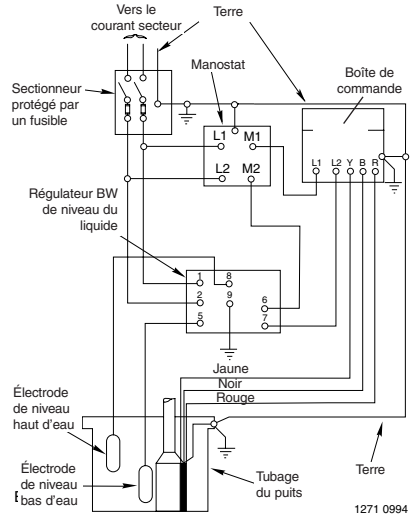 Vers le
courant secteur
Terre
Manostat
Boîte de
commande
Sectionneur
protégé par
un fusible
L1 M1
L2 M2
L1 L2 Y B R
Régulateur BW
de niveau du
liquide
1 8
2 9
6
5
7
Jaune
Noir
Rouge
Électrode
de niveau
haut d'eau
Électrode
de niveau
bas d'eau
Tubage
du puits
Terre
1271 0994